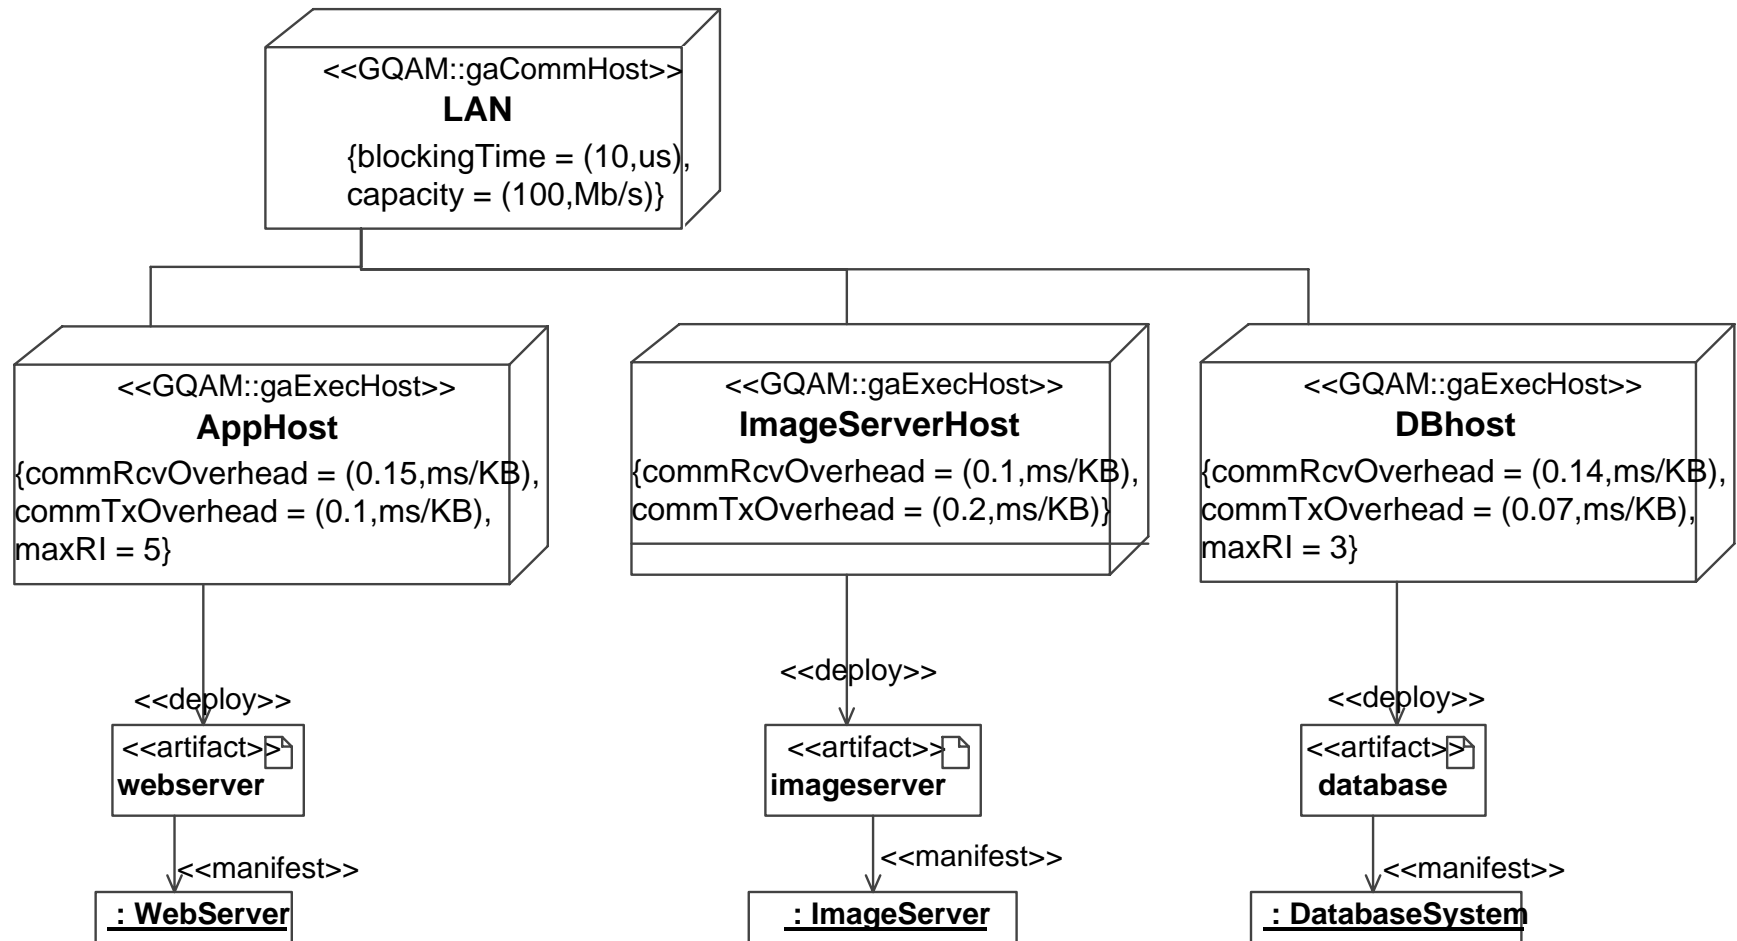 <<GQAM::gaCommHost>>
LAN
{blockingTime = (10,us),
capacity = (100,Mb/s)}
<<GQAM::gaExecHost>>
AppHost
{commRcvOverhead = (0.15,ms/KB),
commTxOverhead = (0.1,ms/KB),
maxRI = 5}
<<GQAM::gaExecHost>>
ImageServerHost
{commRcvOverhead = (0.1,ms/KB),
commTxOverhead = (0.2,ms/KB)}
<<GQAM::gaExecHost>>
DBhost
{commRcvOverhead = (0.14,ms/KB),
commTxOverhead = (0.07,ms/KB),
maxRI = 3}
<<deploy>>
<<deploy>>
<<deploy>>
<<artifact>>
webserver
<<artifact>>
imageserver
<<artifact>>
database
<<manifest>>
<<manifest>>
<<manifest>>
: WebServer
: ImageServer
: DatabaseSystem